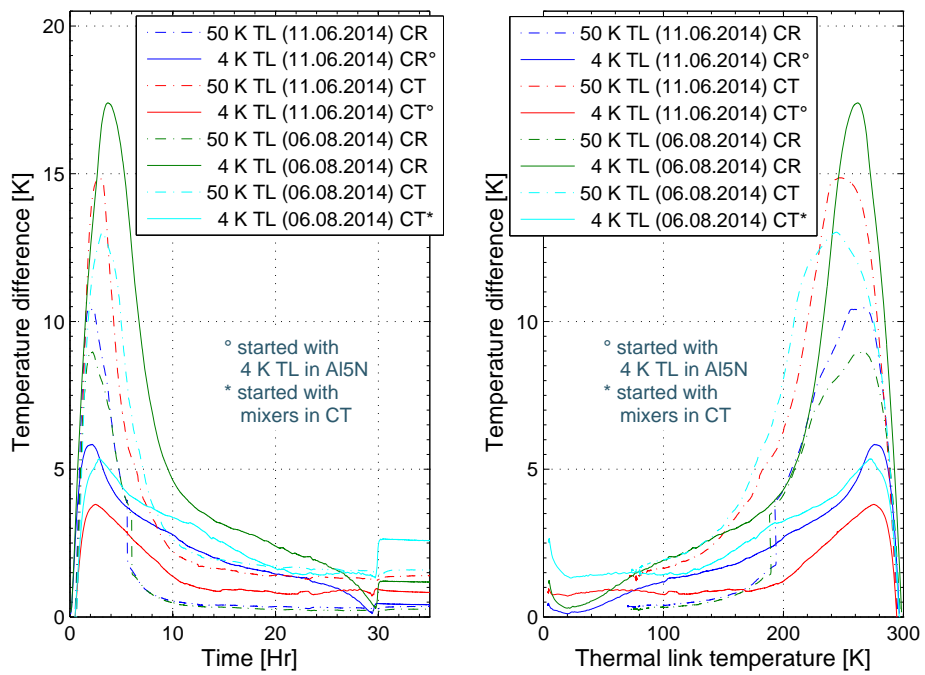 20
15
10
5
0
0
10
20
30
Temperature difference [K]
Time [Hr]
50 K TL (11.06.2014) CR
4 K TL (11.06.2014) CR°
50 K TL (11.06.2014) CT
4 K TL (11.06.2014) CT°
50 K TL (06.08.2014) CR
4 K TL (06.08.2014) CR
50 K TL (06.08.2014) CT
4 K TL (06.08.2014) CT*
° started with
4 K TL in Al5N
* started with
mixers in CT
20
15
10
5
0
0
100
200
300
Temperature difference [K]
Thermal link temperature [K]
50 K TL (11.06.2014) CR
4 K TL (11.06.2014) CR°
50 K TL (11.06.2014) CT
4 K TL (11.06.2014) CT°
50 K TL (06.08.2014) CR
4 K TL (06.08.2014) CR
50 K TL (06.08.2014) CT
4 K TL (06.08.2014) CT*
° started with
4 K TL in Al5N
* started with
mixers in CT